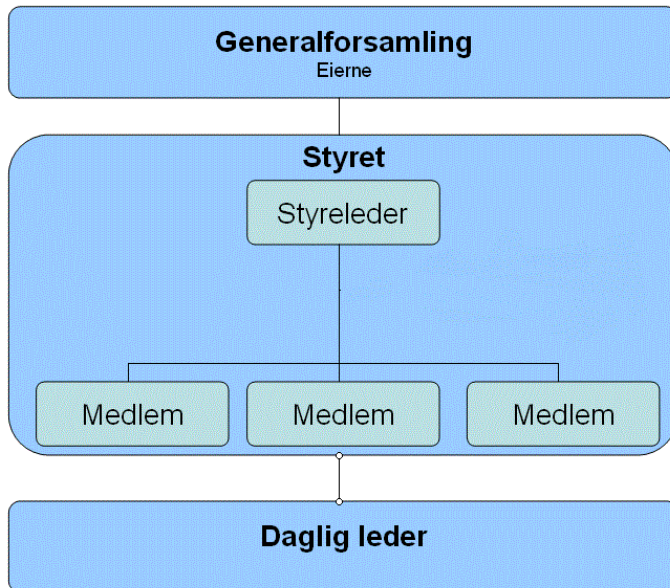 Generalforsamling
Eierne
Styret
Styreleder
Medlem Medlem Medlem
Daglig leder